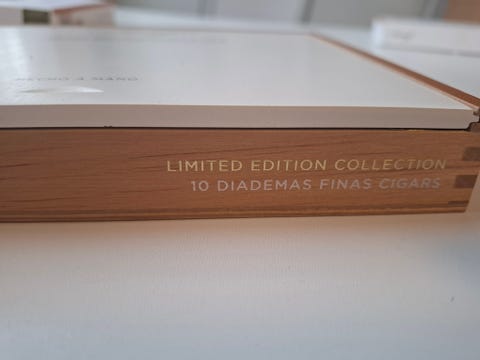 LIMITED EDITION COLLECTION
10 DIADEMAS FINAS CIGARS